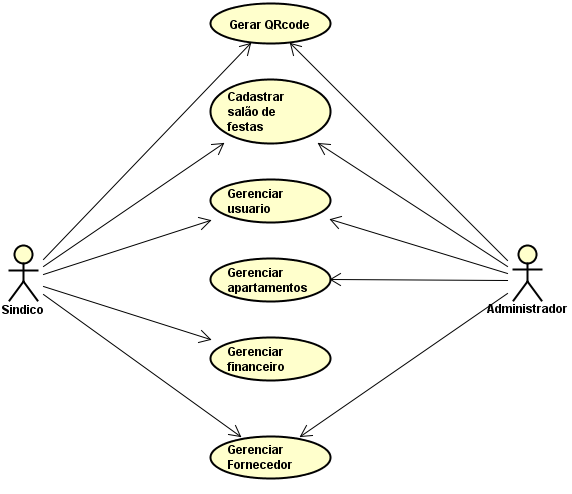 Gerar QRcode
Cadastrar
salão de
festas
Gerenciar
usuario
Gerenciar
apartamentos
Sindico
Administrador
Gerenciar
financeiro
Gerenciar
Fornecedor